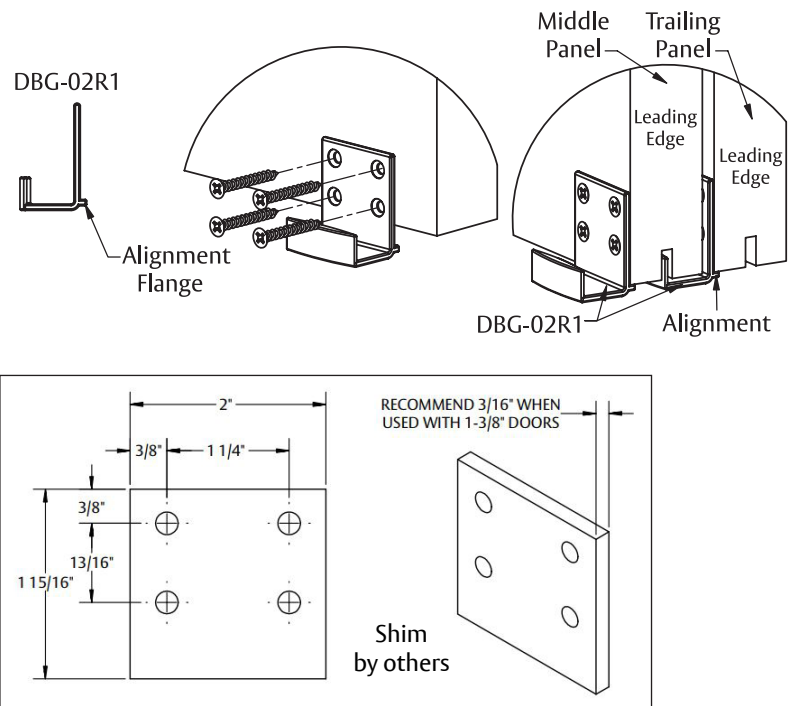 DBG-02R1
Alignment
Flange
Middle
Panel
Trailing
Panel
Leading
Edge
Leading
Edge
DBG-02R1
Alignment
2"
3/8"
1 1/4"
3/8"
13/16"
1 15/16"
RECOMMEND 3/16" WHEN
USED WITH 1-3/8" DOORS
Shim
by others